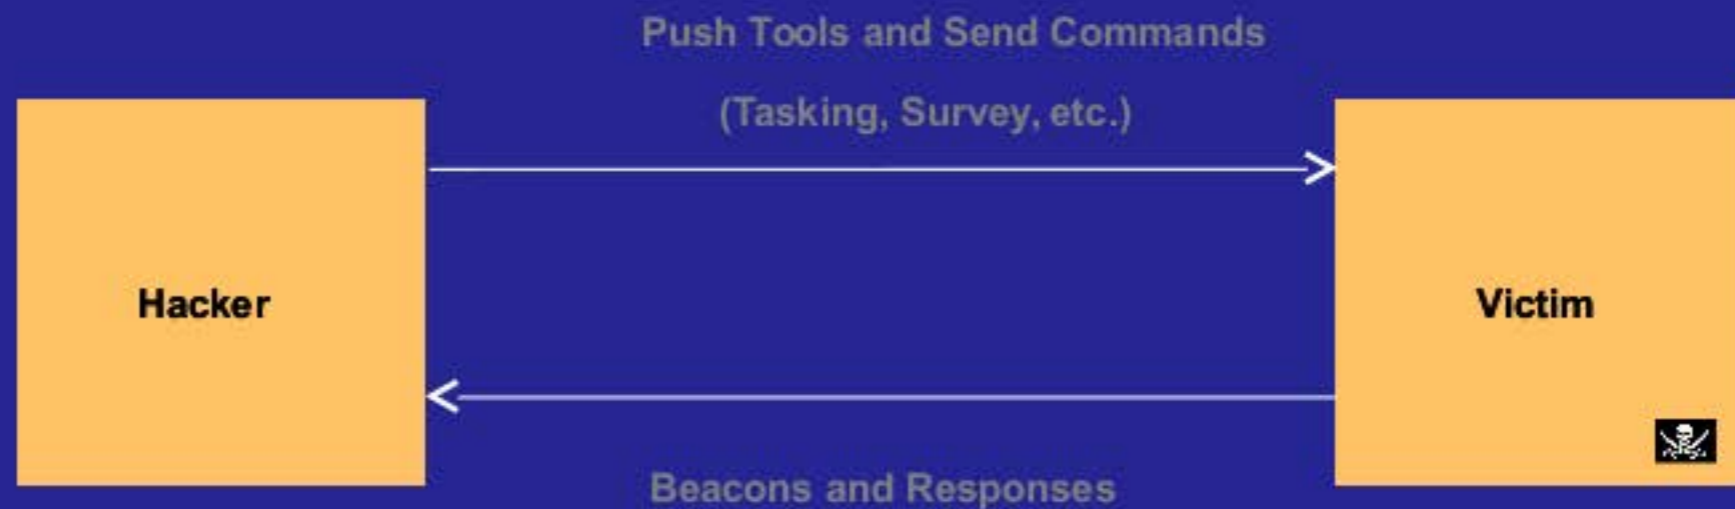 Push Tools and Send Commands
(Tasking, Survey, etc.)
Hacker
Victim
Beacons and Responses